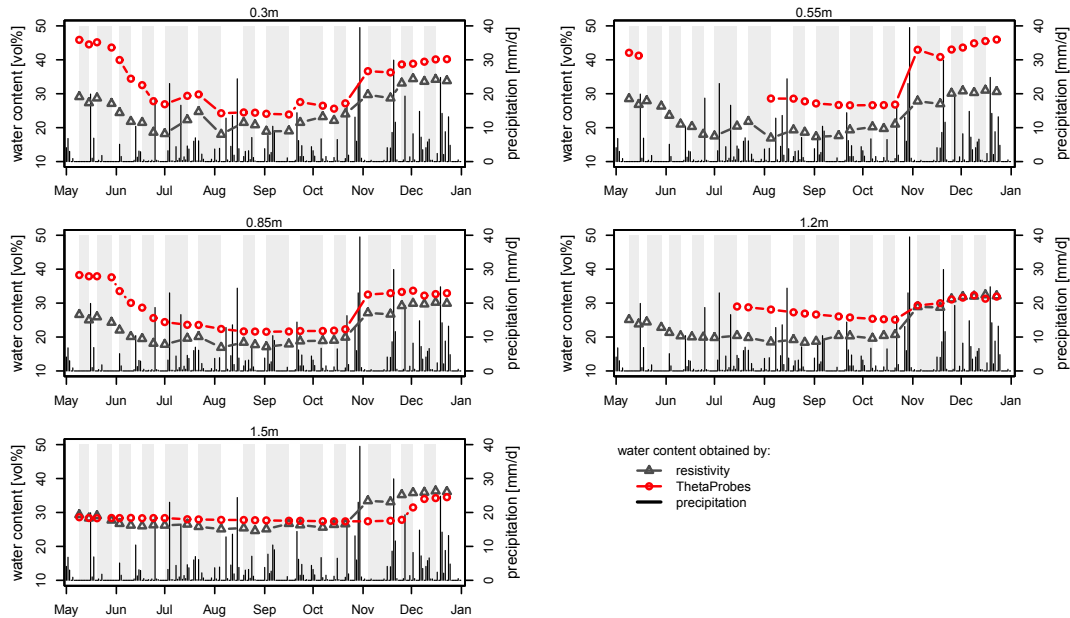 0.3m
water content [vol%]
50
40
30
20
10
40
30
20
10
0
precipitation [mm/d]
May Jun Jul Aug Sep Oct Nov Dec Jan
0.55m
water content [vol%]
50
40
30
20
10
40
30
20
10
0
precipitation [mm/d]
May Jun Jul Aug Sep Oct Nov Dec Jan
0.85m
water content [vol%]
50
40
30
20
10
40
30
20
10
0
precipitation [mm/d]
May Jun Jul Aug Sep Oct Nov Dec Jan
1.2m
water content [vol%]
50
40
30
20
10
40
30
20
10
0
precipitation [mm/d]
May Jun Jul Aug Sep Oct Nov Dec Jan
1.5m
water content [vol%]
50
40
30
20
10
40
30
20
10
0
precipitation [mm/d]
May Jun Jul Aug Sep Oct Nov Dec Jan
water content obtained by:
resistivity
ThetaProbes
precipitation